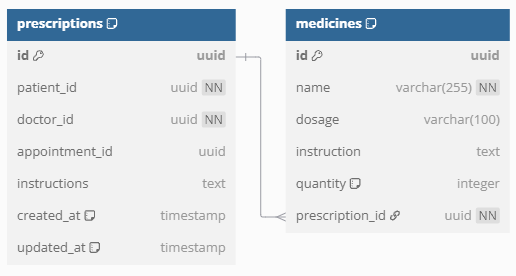 prescriptions
id uuid
patient_id uuid NN
doctor_id uuid NN
appointment_id uuid
instructions text
created_at timestamp
updated_at timestamp
medicines
id uuid
name varchar(255) NN
dosage varchar(100)
instruction text
quantity integer
prescription_id uuid NN